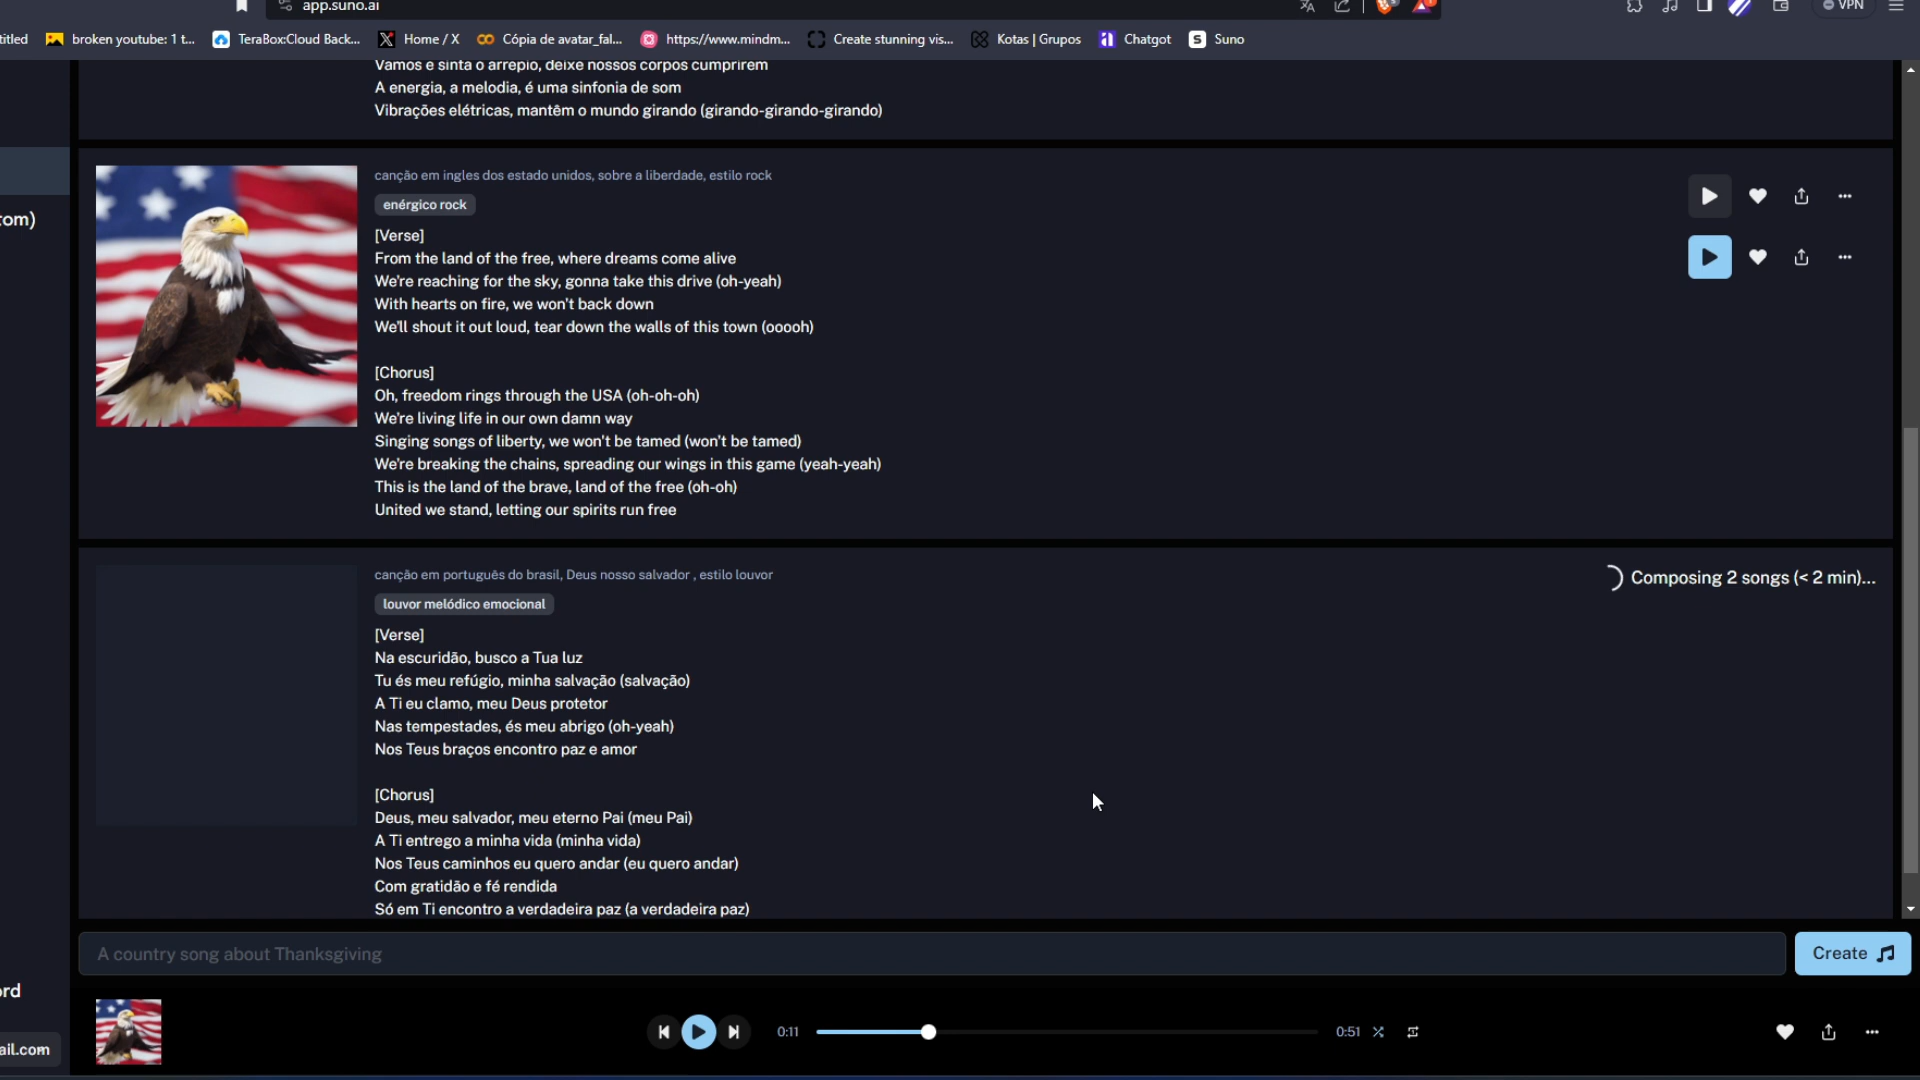 app.suno.ai
VPN
titled
broken youtube: 1 t...
TeraBox:Cloud Back...
Home / X
Cópia de avatar_fal...
https://www.mindm...
Create stunning vis...
Kotas | Grupos
Chatgot
Suno
Vamos e sinta o arrepio, deixe nossos corpos cumprirem
A energia, a melodia, é uma sinfonia de som
Vibrações elétricas, mantêm o mundo girando (girando-girando-girando)
tom)
canção em ingles dos estado unidos, sobre a liberdade, estilo rock
enérgico rock
[Verse]
From the land of the free, where dreams come alive
We're reaching for the sky, gonna take this drive (oh-yeah)
With hearts on fire, we won't back down
We'll shout it out loud, tear down the walls of this town (ooooh)
[Chorus]
Oh, freedom rings through the USA (oh-oh-oh)
We're living life in our own damn way
Singing songs of liberty, we won't be tamed (won't be tamed)
We're breaking the chains, spreading our wings in this game (yeah-yeah)
This is the land of the brave, land of the free (oh-oh)
United we stand, letting our spirits run free
canção em português do brasil, Deus nosso salvador , estilo louvor
Composing 2 songs (< 2 min)...
louvor melódico emocional
[Verse]
Na escuridão, busco a Tua luz
Tu és meu refúgio, minha salvação (salvação)
A Ti eu clamo, meu Deus protetor
Nas tempestades, és meu abrigo (oh-yeah)
Nos Teus braços encontro paz e amor
[Chorus]
Deus, meu salvador, meu eterno Pai (meu Pai)
A Ti entrego a minha vida (minha vida)
Nos Teus caminhos eu quero andar (eu quero andar)
Com gratidão e fé rendida
Só em Ti encontro a verdadeira paz (a verdadeira paz)
A country song about Thanksgiving
Create
ord
0:11
0:51
ail.com